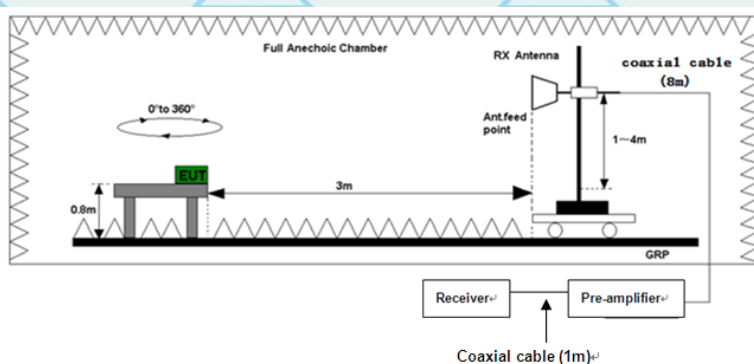 Full Anechoic Chamber
RX Antenna
coaxial cable
(8m)
0°to 360°
Ant.feed
point
1~4m
EUT
3m
0.8m
GRP
Receiver↵
Pre-amplifier↵
Coaxial cable (1m)↵